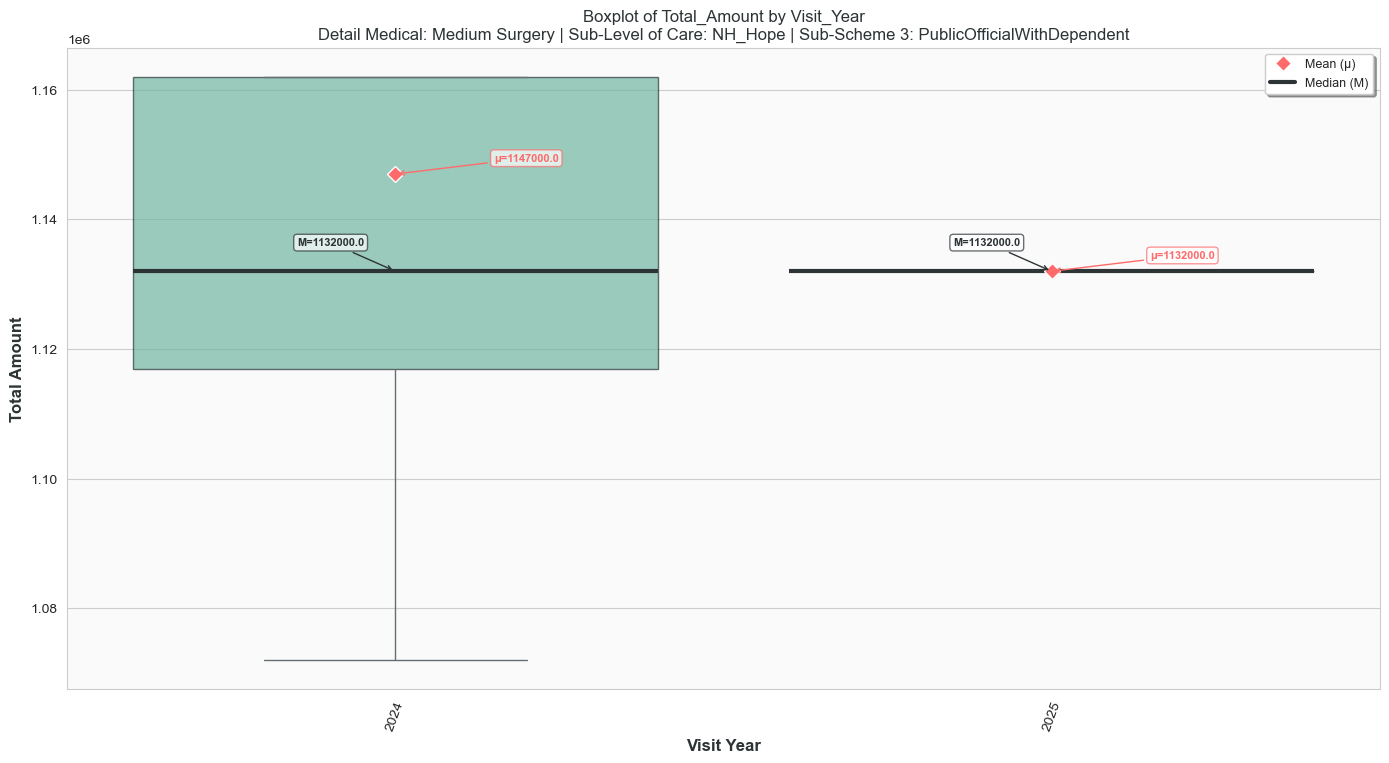 Boxplot of Total_Amount by Visit_Year
Detail Medical: Medium Surgery | Sub-Level of Care: NH_Hope | Sub-Scheme 3: PublicOfficialWithDependent
1e6
Mean (μ)
Median (M)
1.16
μ=1147000.0
1.14
M=1132000.0
M=1132000.0
μ=1132000.0
1.12
1.10
1.08
Total Amount
2024
2025
Visit Year